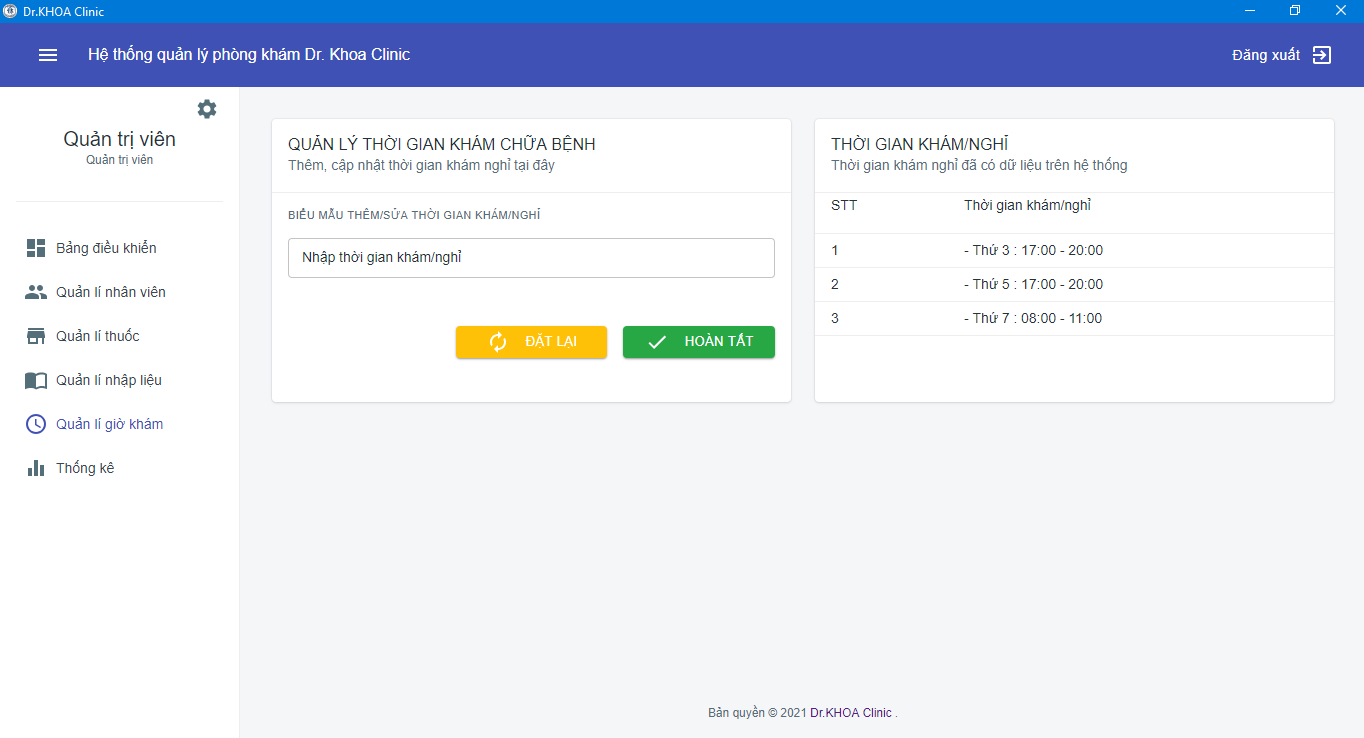 Dr.KHOA Clinic
Hệ thống quản lý phòng khám Dr. Khoa Clinic
Đăng xuất
Quản trị viên
Quản trị viên
Bảng điều khiển
Quản lí nhân viên
Quản lí thuốc
Quản lí nhập liệu
Quản lí giờ khám
Thống kê
QUẢN LÝ THỜI GIAN KHÁM CHỮA BỆNH
Thêm, cập nhật thời gian khám nghỉ tại đây
BIỂU MẪU THÊM/SỬA THỜI GIAN KHÁM/NGHỈ
Nhập thời gian khám/nghỉ
ĐẶT LẠI
HOÀN TẤT
THỜI GIAN KHÁM/NGHỈ
Thời gian khám nghỉ đã có dữ liệu trên hệ thống
STT Thời gian khám/nghỉ
1 - Thứ 3 : 17:00 - 20:00
2 - Thứ 5 : 17:00 - 20:00
3 - Thứ 7 : 08:00 - 11:00
Bản quyền © 2021 Dr.KHOA Clinic .